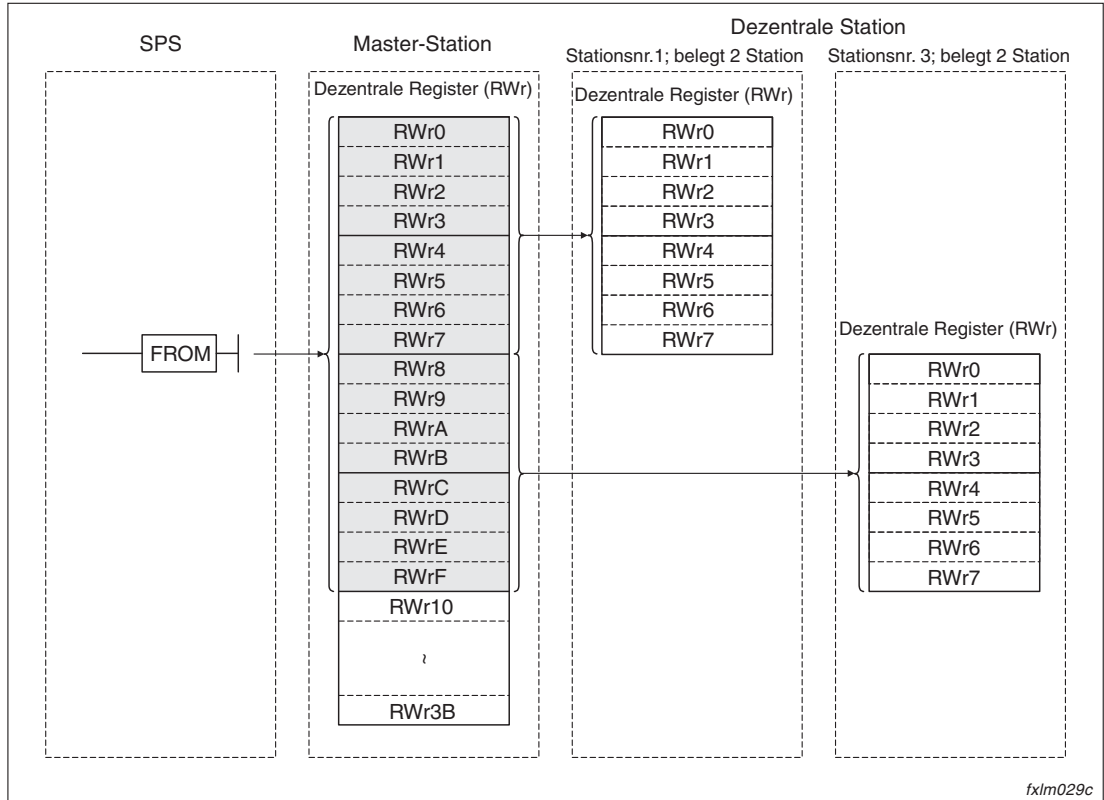 Dezentrale Station
SPS
Master-Station
Stationsnr.1; belegt 2 Station
Stationsnr. 3; belegt 2 Station
Dezentrale Register (RWr)
RWr0
RWr1
RWr2
RWr3
RWr4
RWr5
RWr6
RWr7
RWr8
RWr9
RWrA
RWrB
RWrC
RWrD
RWrE
RWrF
RWr10
~
RWr3B
FROM
Dezentrale Register (RWr)
RWr0
RWr1
RWr2
RWr3
RWr4
RWr5
RWr6
RWr7
Dezentrale Register (RWr)
RWr0
RWr1
RWr2
RWr3
RWr4
RWr5
RWr6
RWr7
fxlm029c